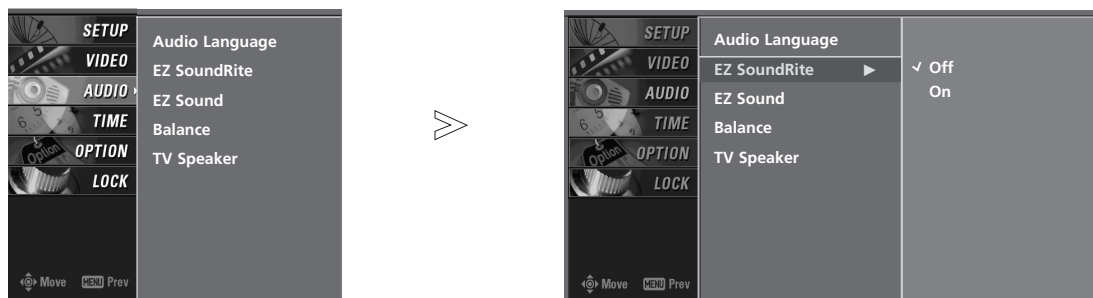 SETUP
VIDEO
AUDIO
TIME
OPTION
LOCK
Audio Language
EZ SoundRite
EZ Sound
Balance
TV Speaker
Move MENU Prev
SETUP
VIDEO
AUDIO
TIME
OPTION
LOCK
Audio Language
EZ SoundRite
EZ Sound
Balance
TV Speaker
✓ Off
On
Move MENU Prev